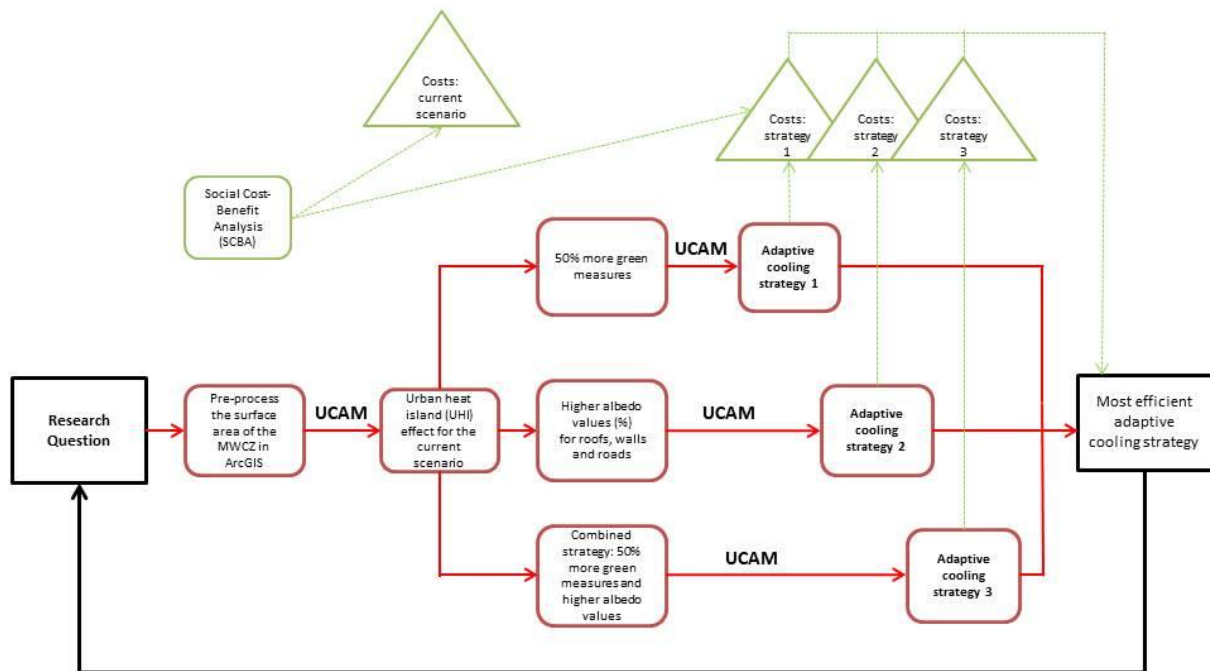 Costs:
current
scenario
Costs:
strategy
1
Costs:
strategy
2
Costs:
strategy
3
Social Cost-
Benefit
Analysis
(SCBA)
50% more green
measures
UCAM
Adaptive
cooling
strategy 1
Research
Question
Pre-process
the surface
area of the
MWCZ in
ArcGIS
UCAM
Urban heat
island (UHI)
effect for the
current
scenario
Higher albedo
values (%)
for roofs, walls
and roads
UCAM
Adaptive
cooling
strategy 2
Most efficient
adaptive
cooling strategy
Combined
strategy: 50%
more green
measures and
higher albedo
values
UCAM
Adaptive
cooling
strategy 3